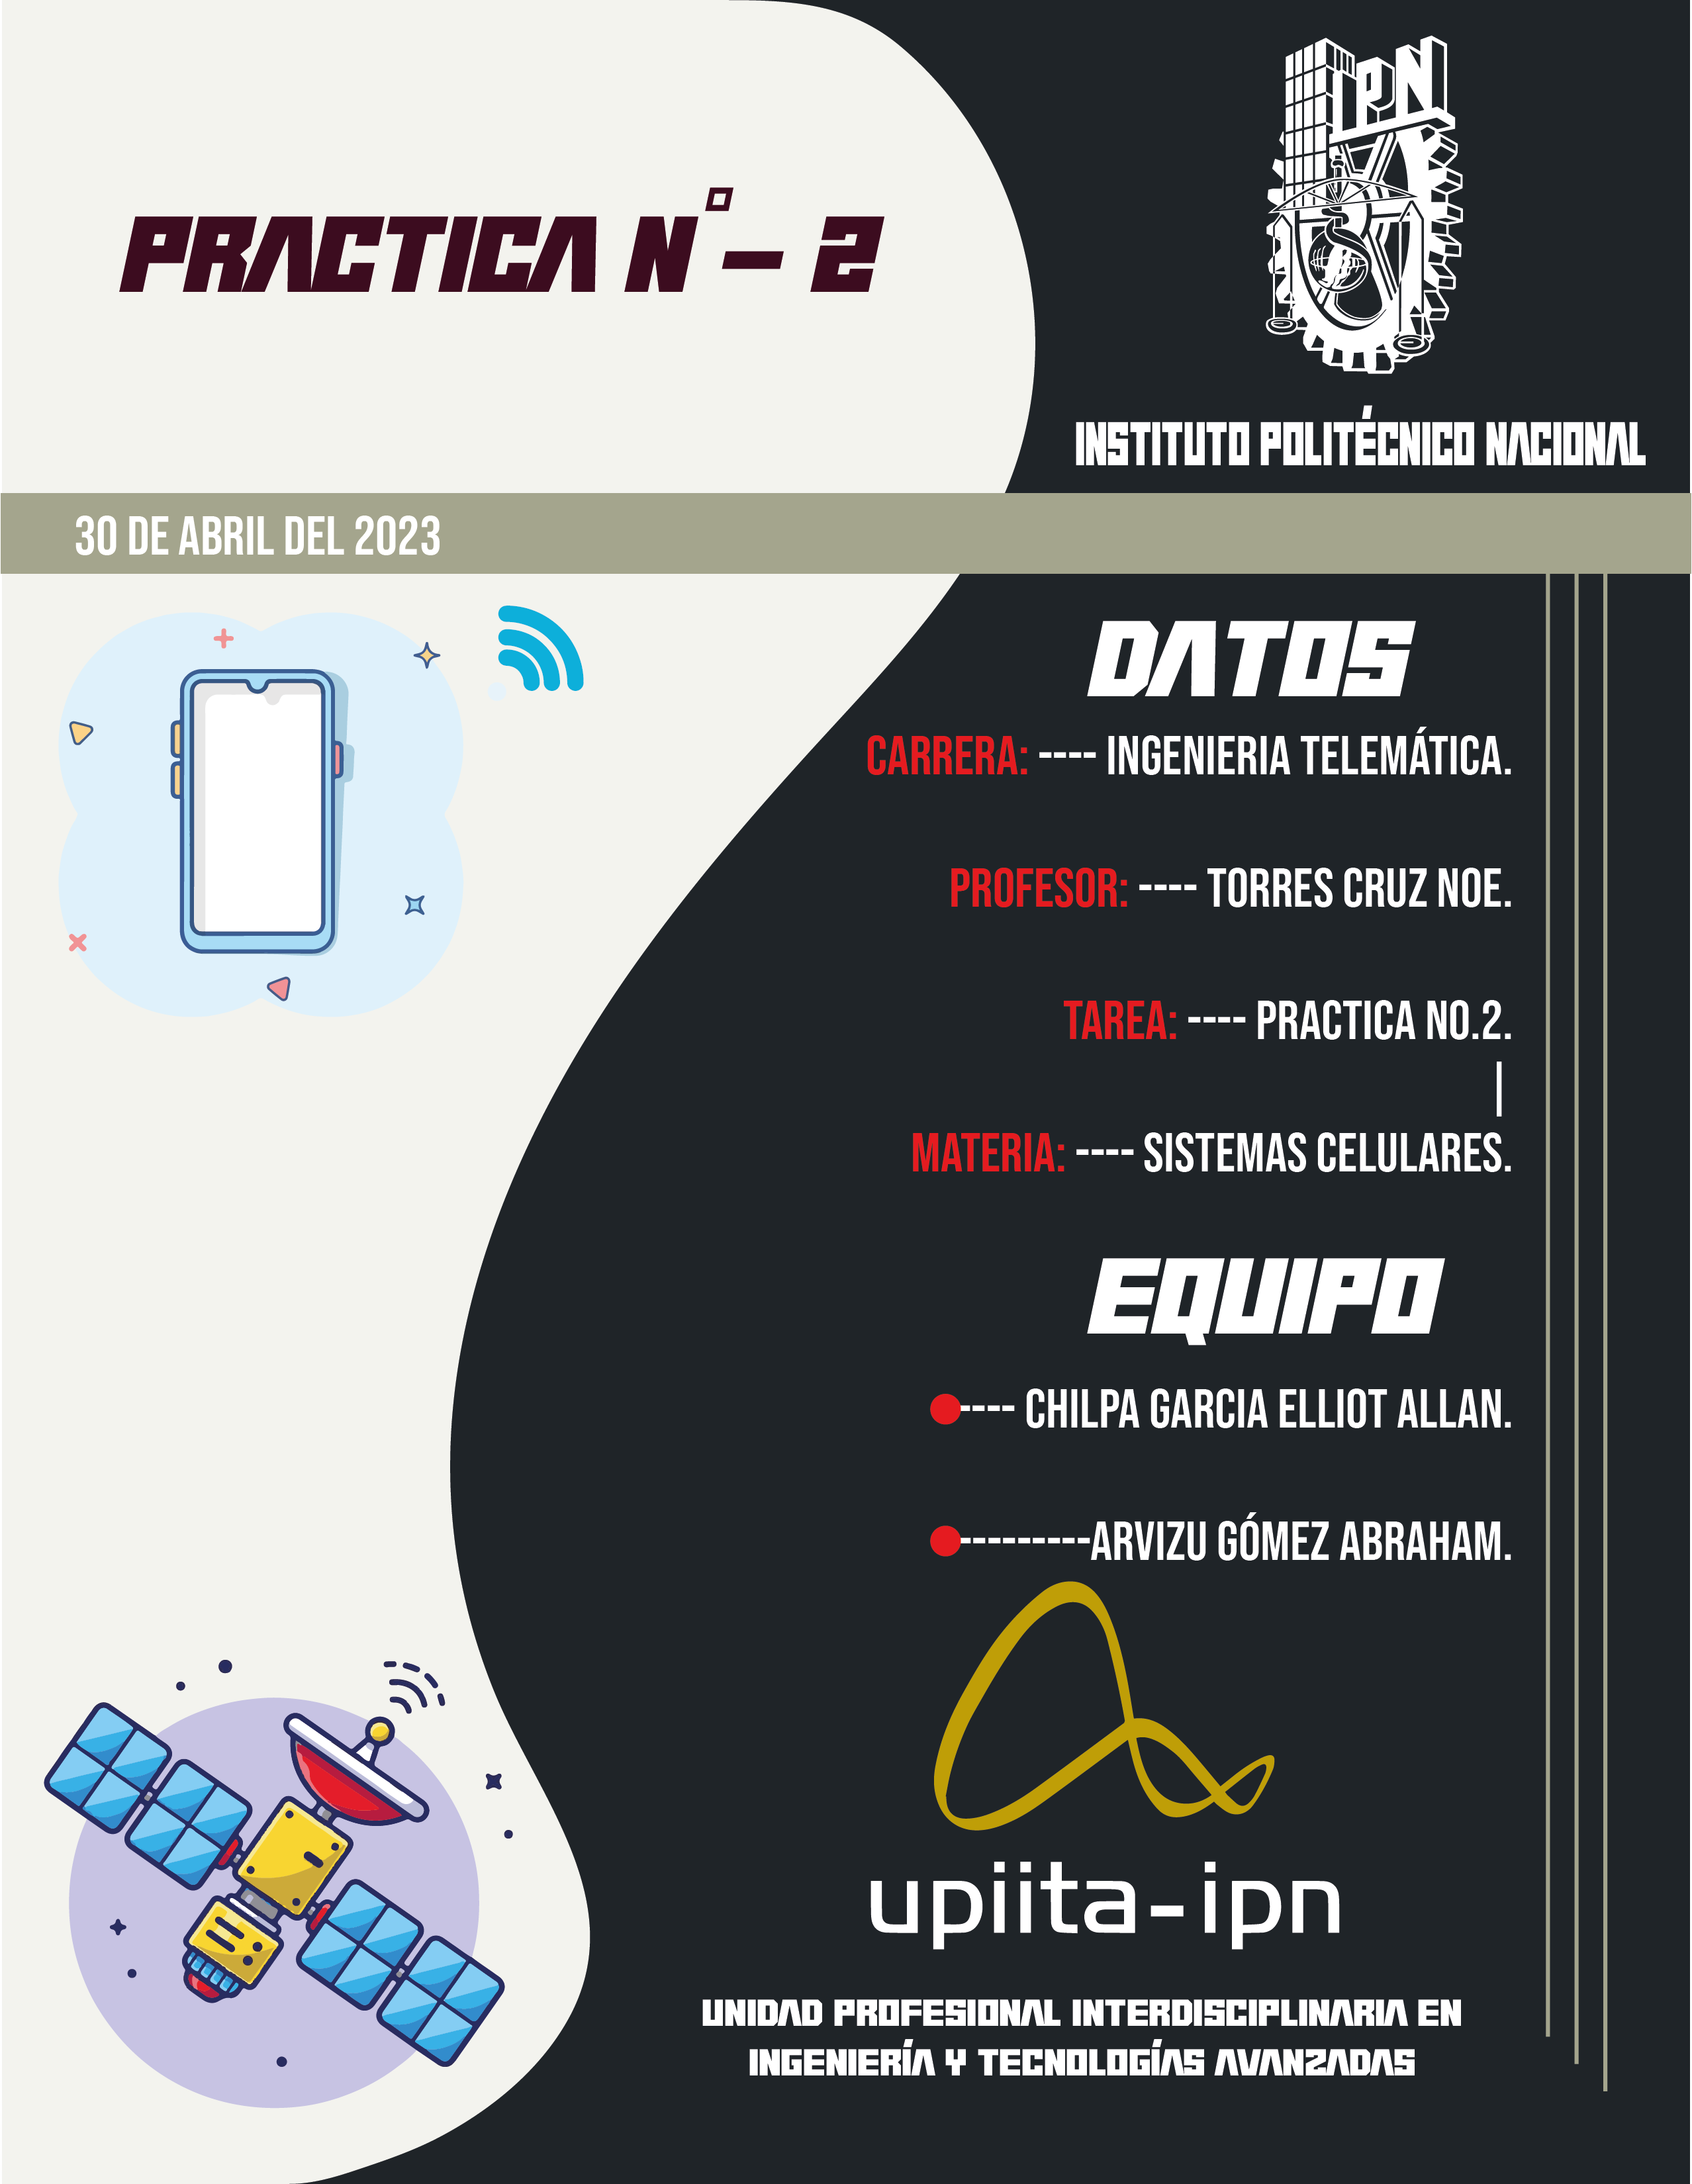 PRACTICA N°- 2
IPN
INSTITUTO POLITÉCNICO NACIONAL
30 DE ABRIL DEL 2023
DATOS
CARRERA: ---- INGENIERIA TELEMÁTICA.
PROFESOR: ---- TORRES CRUZ NOE.
TAREA: ---- PRACTICA NO.2.
|
MATERIA: ---- SISTEMAS CELULARES.
EQUIPO
---- CHILPA GARCIA ELLIOT ALLAN.
---------ARVIZU GÓMEZ ABRAHAM.
upiita-ipn
UNIDAD PROFESIONAL INTERDISCIPLINARIA EN
INGENIERÍA Y TECNOLOGÍAS AVANZADAS